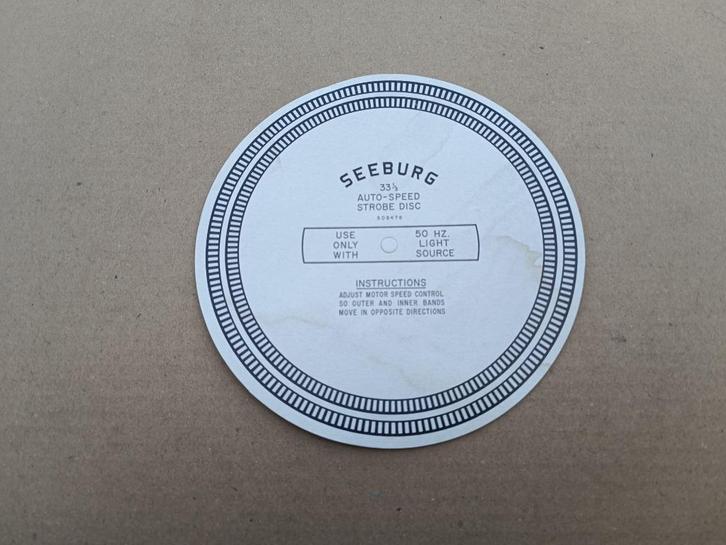 SEEBURG
33⅓
AUTO-SPEED
STROBE DISC
USE
ONLY
WITH
50 HZ.
LIGHT
SOURCE
INSTRUCTIONS
ADJUST MOTOR SPEED CONTROL
SO OUTER AND INNER BANDS
MOVE IN OPPOSITE DIRECTIONS